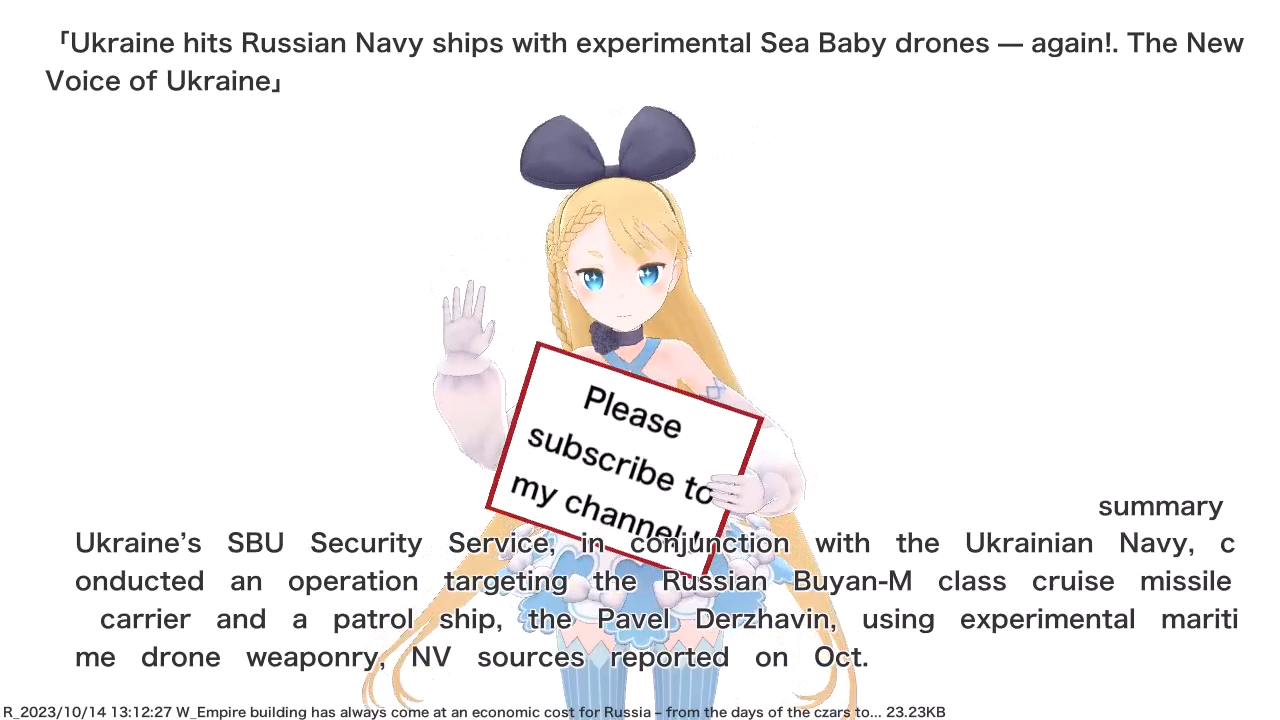 「Ukraine hits Russian Navy ships with experimental Sea Baby drones — again!. The New
Voice of Ukraine」
Please
subscribe to
my channel!
summary
Ukraine’s SBU Security Service, in conjunction with the Ukrainian Navy, c
onducted an operation targeting the Russian Buyan-M class cruise missile
carrier and a patrol ship, the Pavel Derzhavin, using experimental mariti
me drone weaponry, NV sources reported on Oct.
R_2023/10/14 13:12:27 W_Empire building has always come at an economic cost for Russia – from the days of the czars to... 23.23KB